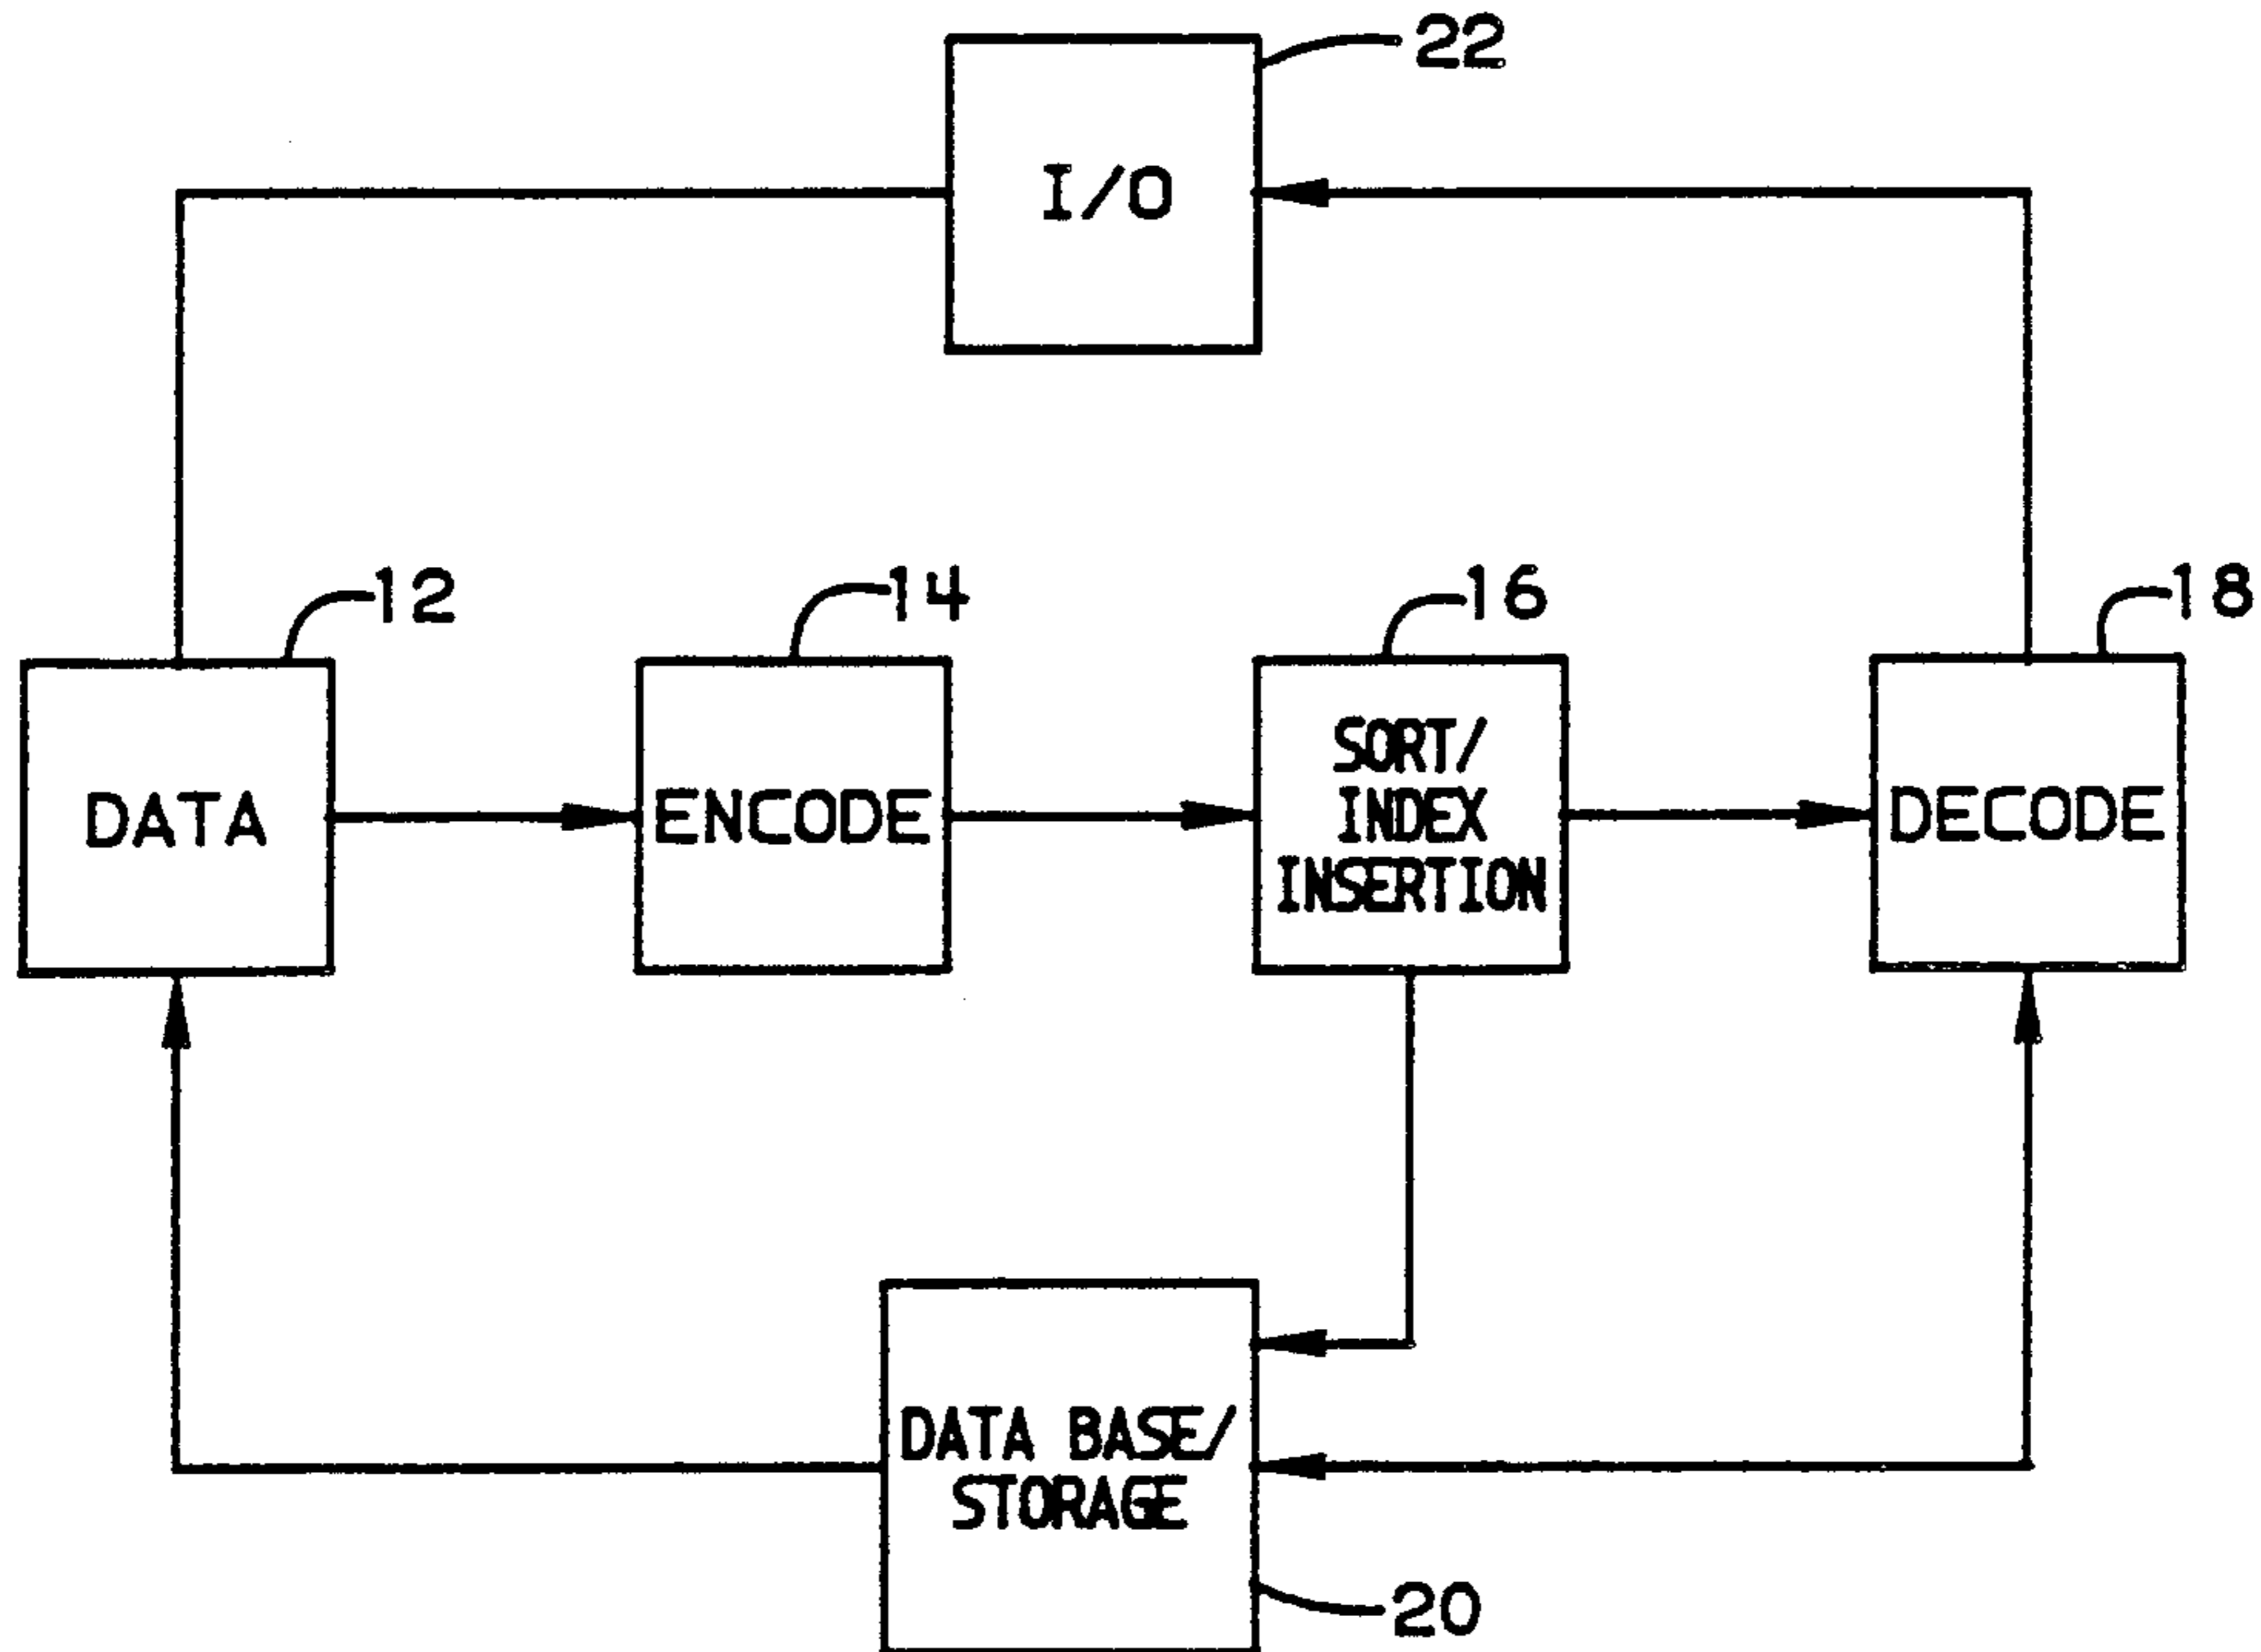 22
I/O
12
14
16
18
DATA
ENCODE
SORT/
INDEX
INSERTION
DECODE
DATA BASE/
STORAGE
20